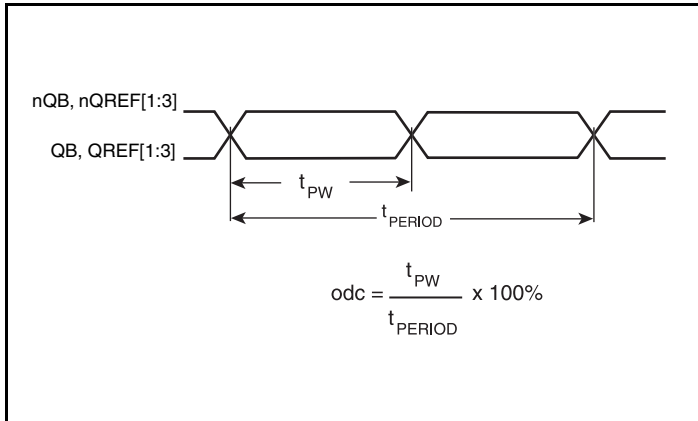 nQB, nQREF[1:3]
QB, QREF[1:3]
tPW
tPERIOD
odc = tPW / tPERIOD x 100%